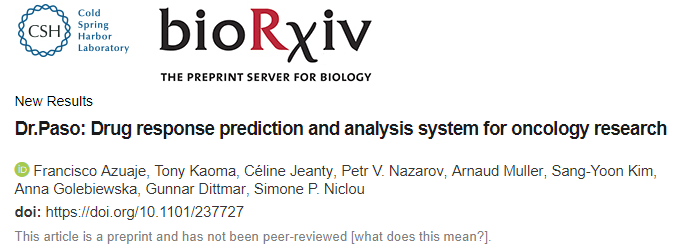 CSH
Cold
Spring
Harbor
Laboratory
bioRxiv
THE PREPRINT SERVER FOR BIOLOGY
New Results
Dr.Paso: Drug response prediction and analysis system for oncology research
iD Francisco Azuaje, Tony Kaoma, Céline Jeanty, Petr V. Nazarov, Arnaud Muller, Sang-Yoon Kim,
Anna Golebiewska, Gunnar Dittmar, Simone P. Niclou
doi: https://doi.org/10.1101/237727
This article is a preprint and has not been peer-reviewed [what does this mean?].